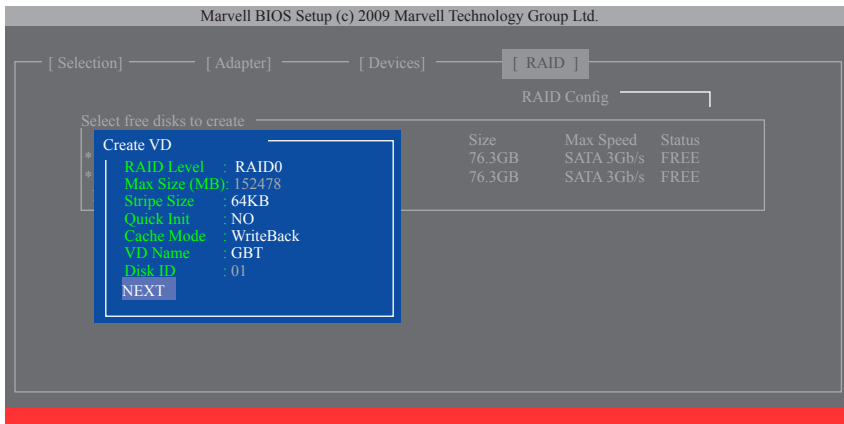 Marvell BIOS Setup (c) 2009 Marvell Technology Group Ltd.
[ Selection] [ Adapter] [ Devices] [ RAID ]
RAID Config
Select free disks to create
Size Max Speed Status
* 76.3GB SATA 3Gb/s FREE
* 76.3GB SATA 3Gb/s FREE
Create VD
RAID Level : RAID0
Max Size (MB): 152478
Stripe Size : 64KB
Quick Init : NO
Cache Mode : WriteBack
VD Name : GBT
Disk ID : 01
NEXT